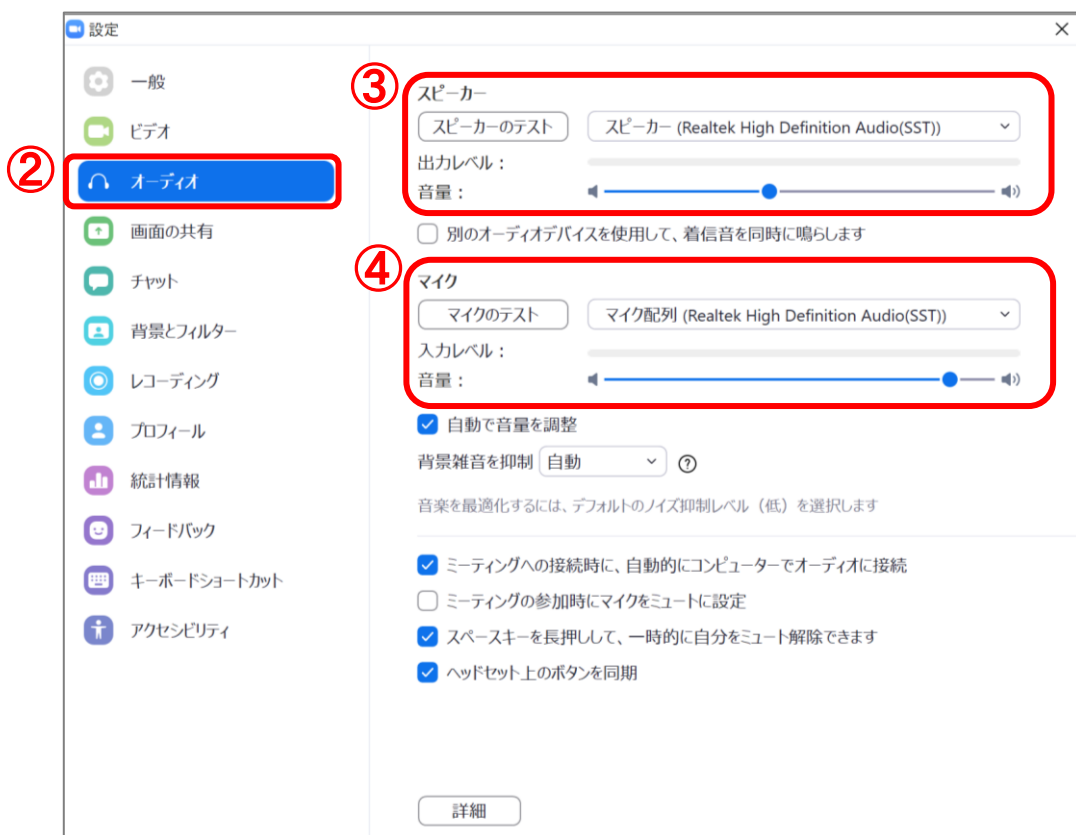 設定
一般
ビデオ
② オーディオ
画面の共有
チャット
背景とフィルター
レコーディング
プロフィール
統計情報
フィードバック
キーボードショートカット
アクセシビリティ
③
スピーカー
スピーカーのテスト スピーカー (Realtek High Definition Audio(SST))
出力レベル：
音量：
別のオーディオデバイスを使用して、着信音を同時に鳴らします
④
マイク
マイクのテスト マイク配列 (Realtek High Definition Audio(SST))
入力レベル：
音量：
自動で音量を調整
背景雑音を抑制 自動
音楽を最適化するには、デフォルトのノイズ抑制レベル（低）を選択します
ミーティングへの接続時に、自動的にコンピューターでオーディオに接続
ミーティングの参加時にマイクをミュートに設定
スペースキーを長押しして、一時的に自分をミュート解除できます
ヘッドセット上のボタンを同期
詳細